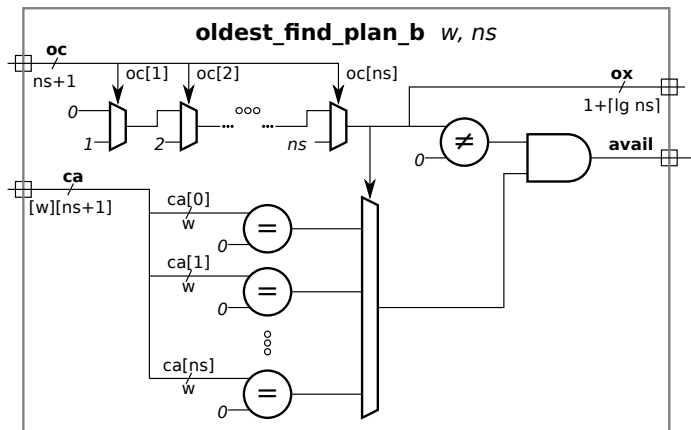 oldest_find_plan_b w, ns
oc
ns+1
oc[1]
oc[2]
oc[ns]
ox
1+⌈lg ns⌉
0
1
2
... ...
ns
≠
0
avail
ca
[w][ns+1]
ca[0]
w
=
0
ca[1]
w
=
0
ca[ns]
w
=
0